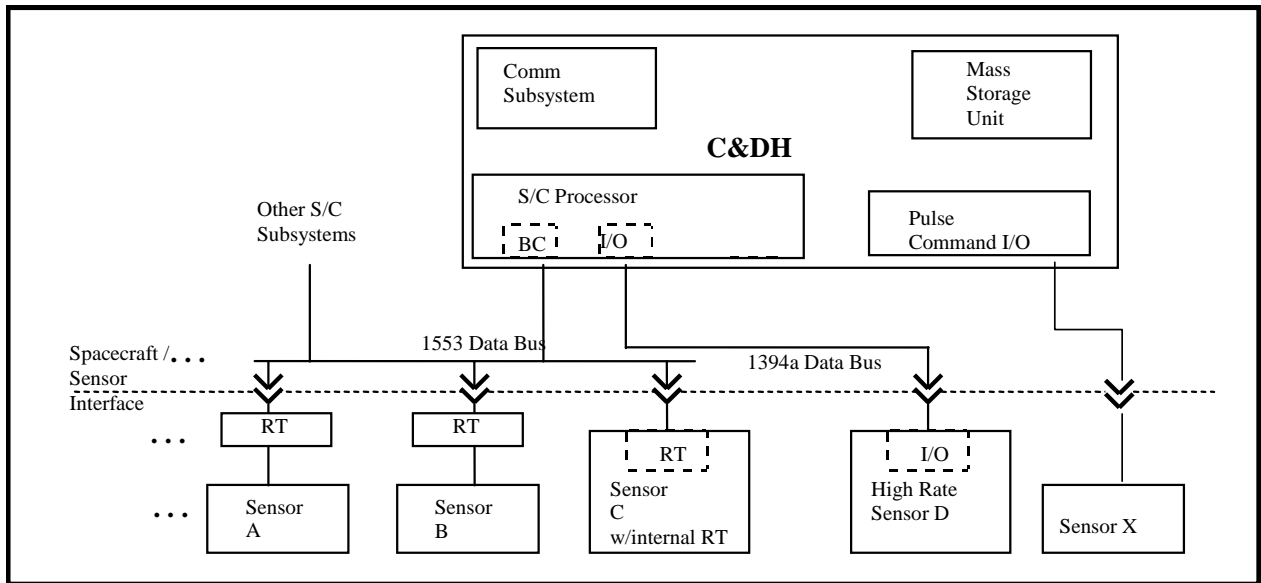 Comm
Subsystem
Mass
Storage
Unit
C&DH
S/C Processor
BC
I/O
Pulse
Command I/O
Other S/C
Subsystems
1553 Data Bus
1394a Data Bus
Spacecraft /...
Sensor
Interface
...
RT
RT
RT
I/O
...
Sensor
A
Sensor
B
Sensor
C
w/internal RT
High Rate
Sensor D
Sensor X